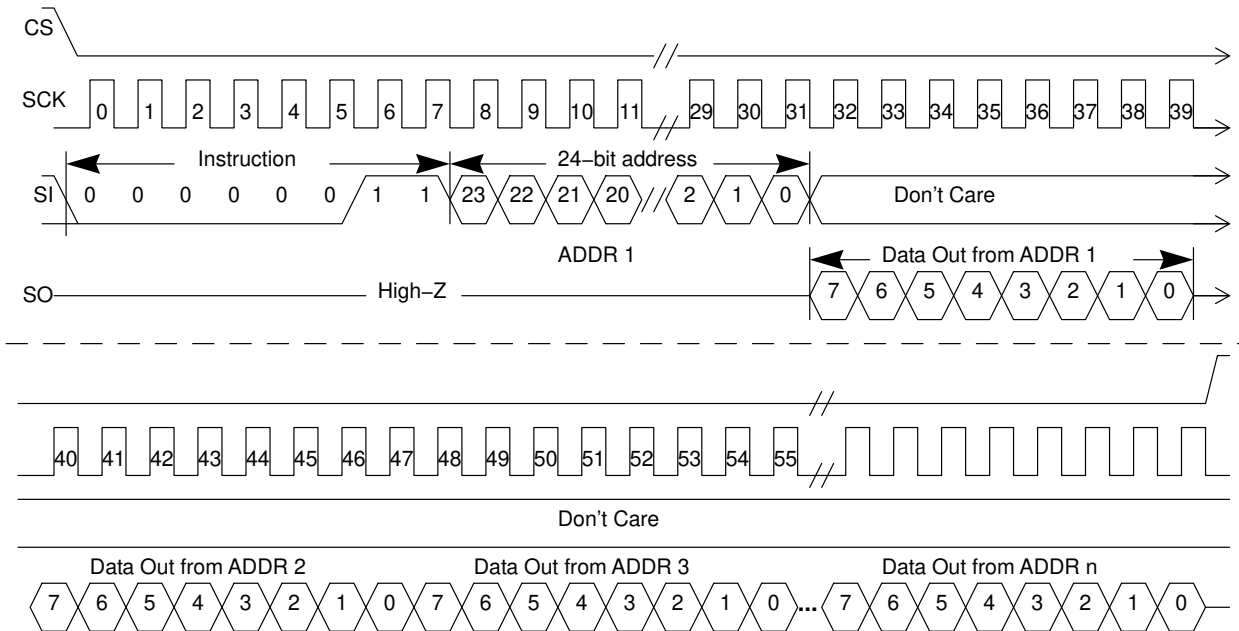 CS
SCK 0 1 2 3 4 5 6 7 8 9 10 11 29 30 31 32 33 34 35 36 37 38 39
Instruction 24−bit address
SI 0 0 0 0 0 0 1 1 23 22 21 20 2 1 0 Don't Care
ADDR 1 Data Out from ADDR 1
SO High−Z 7 6 5 4 3 2 1 0
40 41 42 43 44 45 46 47 48 49 50 51 52 53 54 55
Don't Care
Data Out from ADDR 2 Data Out from ADDR 3 Data Out from ADDR n
7 6 5 4 3 2 1 0 7 6 5 4 3 2 1 0 ... 7 6 5 4 3 2 1 0